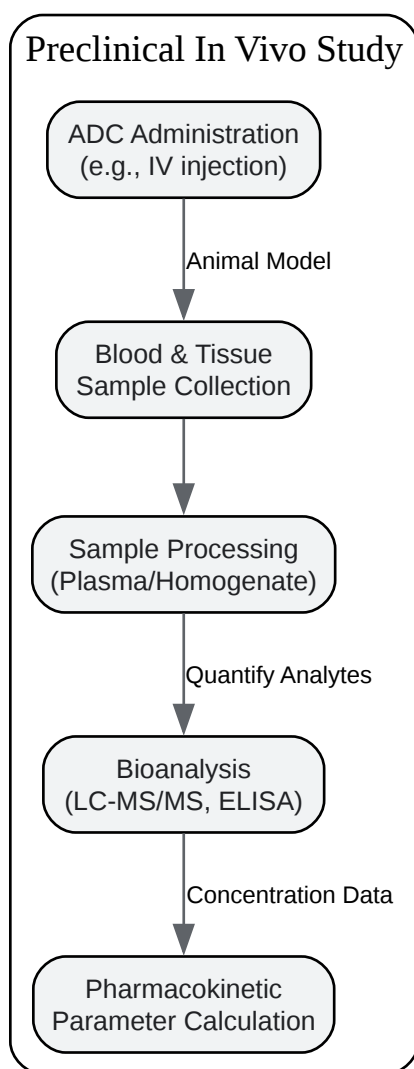 Preclinical In Vivo Study
ADC Administration
(e.g., IV injection)
Animal Model
Blood & Tissue
Sample Collection
Sample Processing
(Plasma/Homogenate)
Quantify Analytes
Bioanalysis
(LC-MS/MS, ELISA)
Concentration Data
Pharmacokinetic
Parameter Calculation